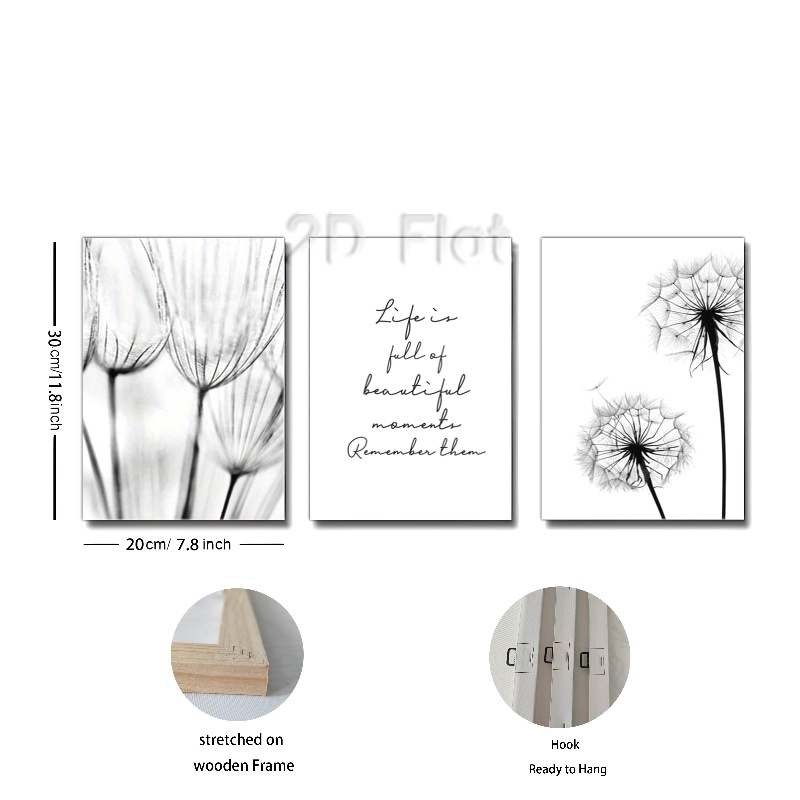 2D Flat
Life is
full of
beautiful
moments
Remember them
30cm/11.8inch
20cm/ 7.8 inch
stretched on
wooden Frame
Hook
Ready to Hang